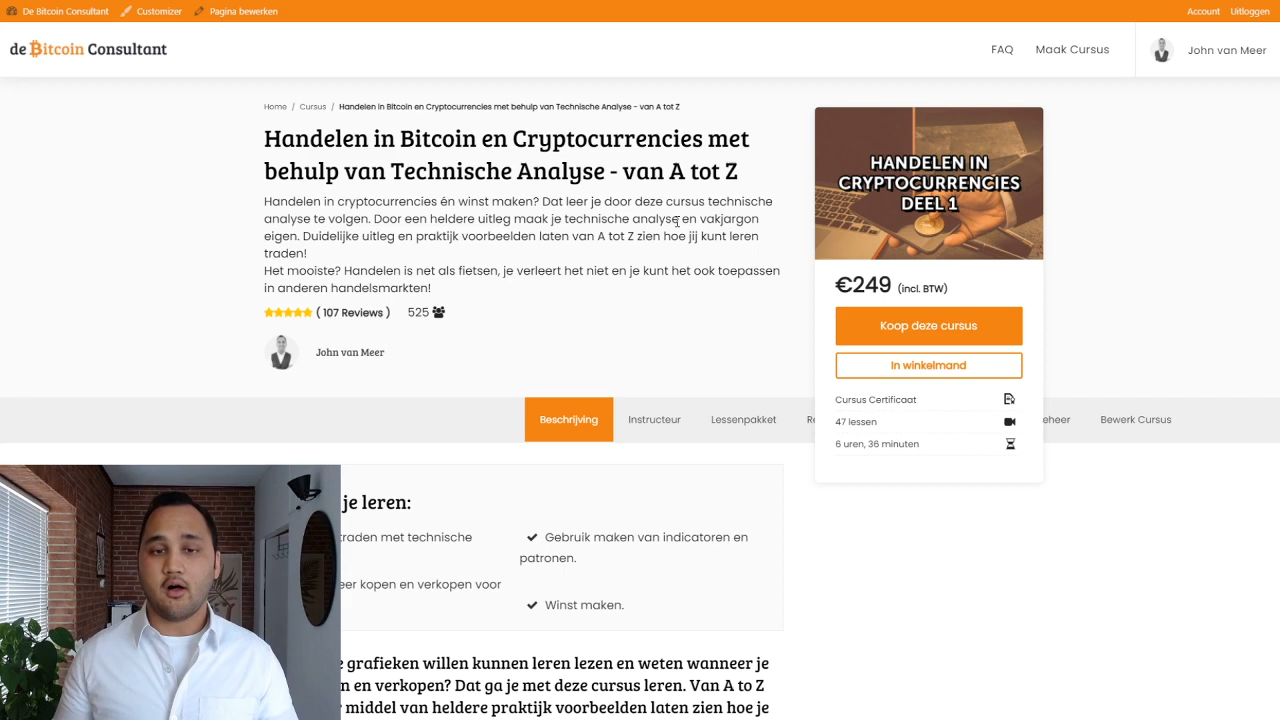 De Bitcoin Consultant Customizer Pagina bewerken Account Uitloggen
de Bitcoin Consultant FAQ Maak Cursus John van Meer
Home / Cursus / Handelen in Bitcoin en Cryptocurrencies met behulp van Technische Analyse - van A tot Z
Handelen in Bitcoin en Cryptocurrencies met
behulp van Technische Analyse - van A tot Z
Handelen in cryptocurrencies én winst maken? Dat leer je door deze cursus technische
analyse te volgen. Door een heldere uitleg maak je technische analyse en vakjargon
eigen. Duidelijke uitleg en praktijk voorbeelden laten van A tot Z zien hoe jij kunt leren
traden!
Het mooiste? Handelen is net als fietsen, je verleert het niet en je kunt het ook toepassen
in anderen handelsmarkten!
( 107 Reviews ) 525
John van Meer
HANDELEN IN
CRYPTOCURRENCIES
DEEL 1
€249 (incl. BTW)
Koop deze cursus
In winkelmand
Cursus Certificaat
47 lessen
6 uren, 36 minuten
Beschrijving Instructeur Lessenpakket Re eheer Bewerk Cursus
je leren:
traden met technische
eer kopen en verkopen voor
Gebruik maken van indicatoren en
patronen.
Winst maken.
e grafieken willen kunnen leren lezen en weten wanneer je
n en verkopen? Dat ga je met deze cursus leren. Van A to Z
middel van heldere praktijk voorbeelden laten zien hoe je